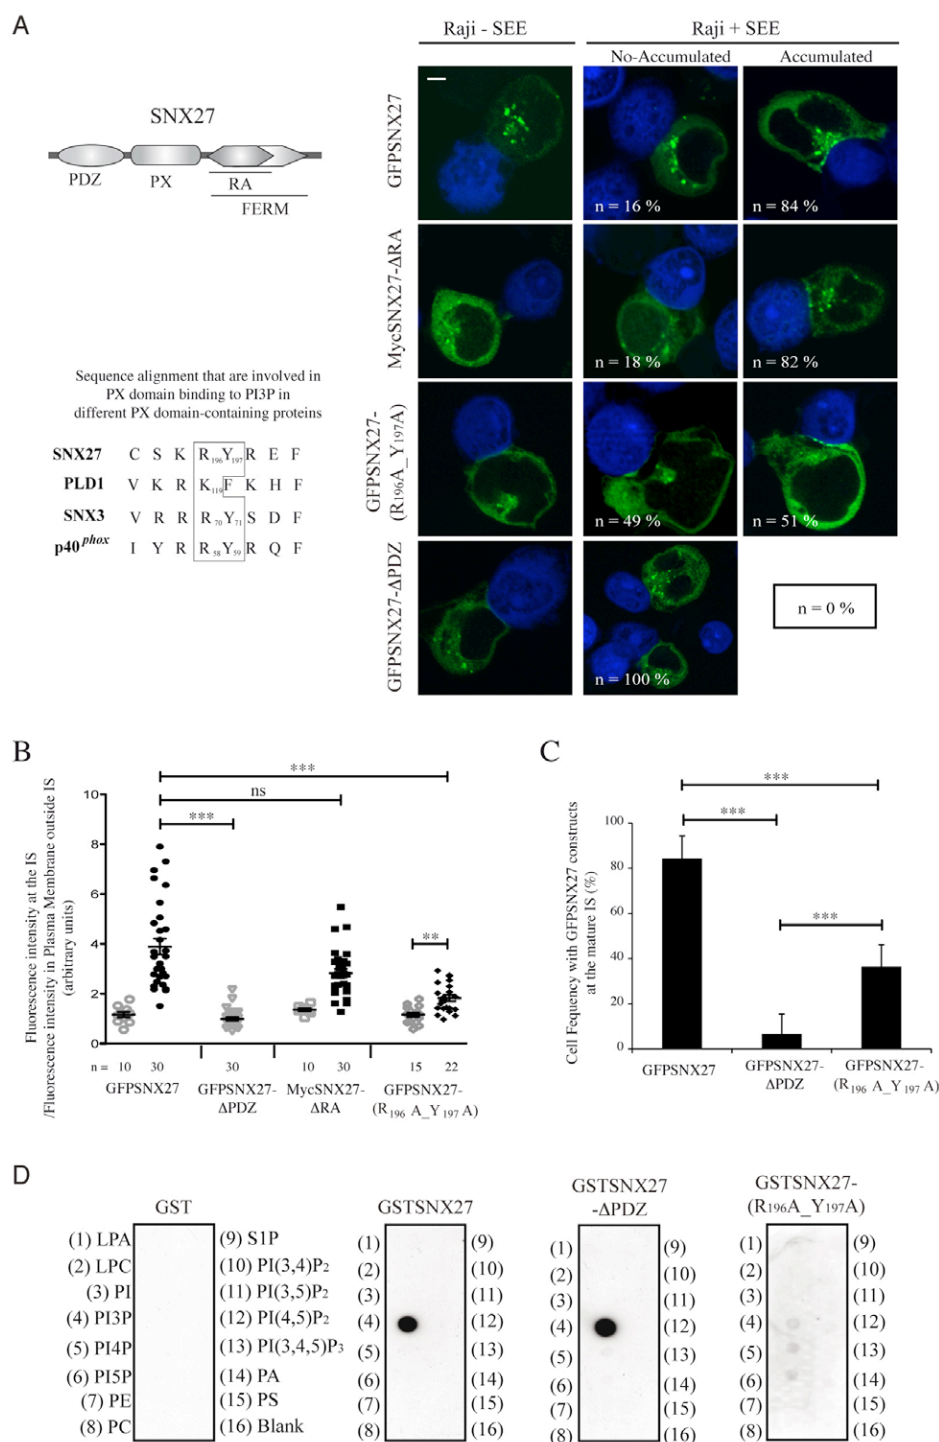 A
Raji - SEE
Raji + SEE
No-Accumulated
Accumulated
SNX27
PDZ
PX
RA
FERM
GFPSNX27
n = 16 %
n = 84 %
MycSNX27-ΔRA
n = 18 %
n = 82 %
Sequence alignment that are involved in
PX domain binding to PI3P in
different PX domain-containing proteins
SNX27 C S K R196 Y197 R E F
PLD1 V K R K119 F K H F
SNX3 V R R R70 Y71 S D F
p40phox I Y R R58 Y59 R Q F
GFPSNX27-
(R196A_Y197A)
n = 49 %
n = 51 %
GFPSNX27-ΔPDZ
n = 100 %
n = 0 %
B
Fluorescence intensity at the IS
/Fluorescence intensity in Plasma Membrane outside IS
(arbitrary units)
10
8
6
4
2
0
***
ns
***
**
n = 10 30 30 10 30 15 22
GFPSNX27
GFPSNX27-
ΔPDZ
MycSNX27-
ΔRA
GFPSNX27-
(R196 A_Y197 A)
C
Cell Fequency with GFPSNX27 constructs
at the mature IS (%)
100
80
60
40
20
0
***
***
***
GFPSNX27
GFPSNX27-
ΔPDZ
GFPSNX27-
(R196 A_Y197 A)
D
GST
(1) LPA
(2) LPC
(3) PI
(4) PI3P
(5) PI4P
(6) PI5P
(7) PE
(8) PC
(9) S1P
(10) PI(3,4)P2
(11) PI(3,5)P2
(12) PI(4,5)P2
(13) PI(3,4,5)P3
(14) PA
(15) PS
(16) Blank
GSTSNX27
(1)
(2)
(3)
(4)
(5)
(6)
(7)
(8)
(9)
(10)
(11)
(12)
(13)
(14)
(15)
(16)
GSTSNX27
-ΔPDZ
(1)
(2)
(3)
(4)
(5)
(6)
(7)
(8)
(9)
(10)
(11)
(12)
(13)
(14)
(15)
(16)
GSTSNX27-
(R196A_Y197A)
(1)
(2)
(3)
(4)
(5)
(6)
(7)
(8)
(9)
(10)
(11)
(12)
(13)
(14)
(15)
(16)